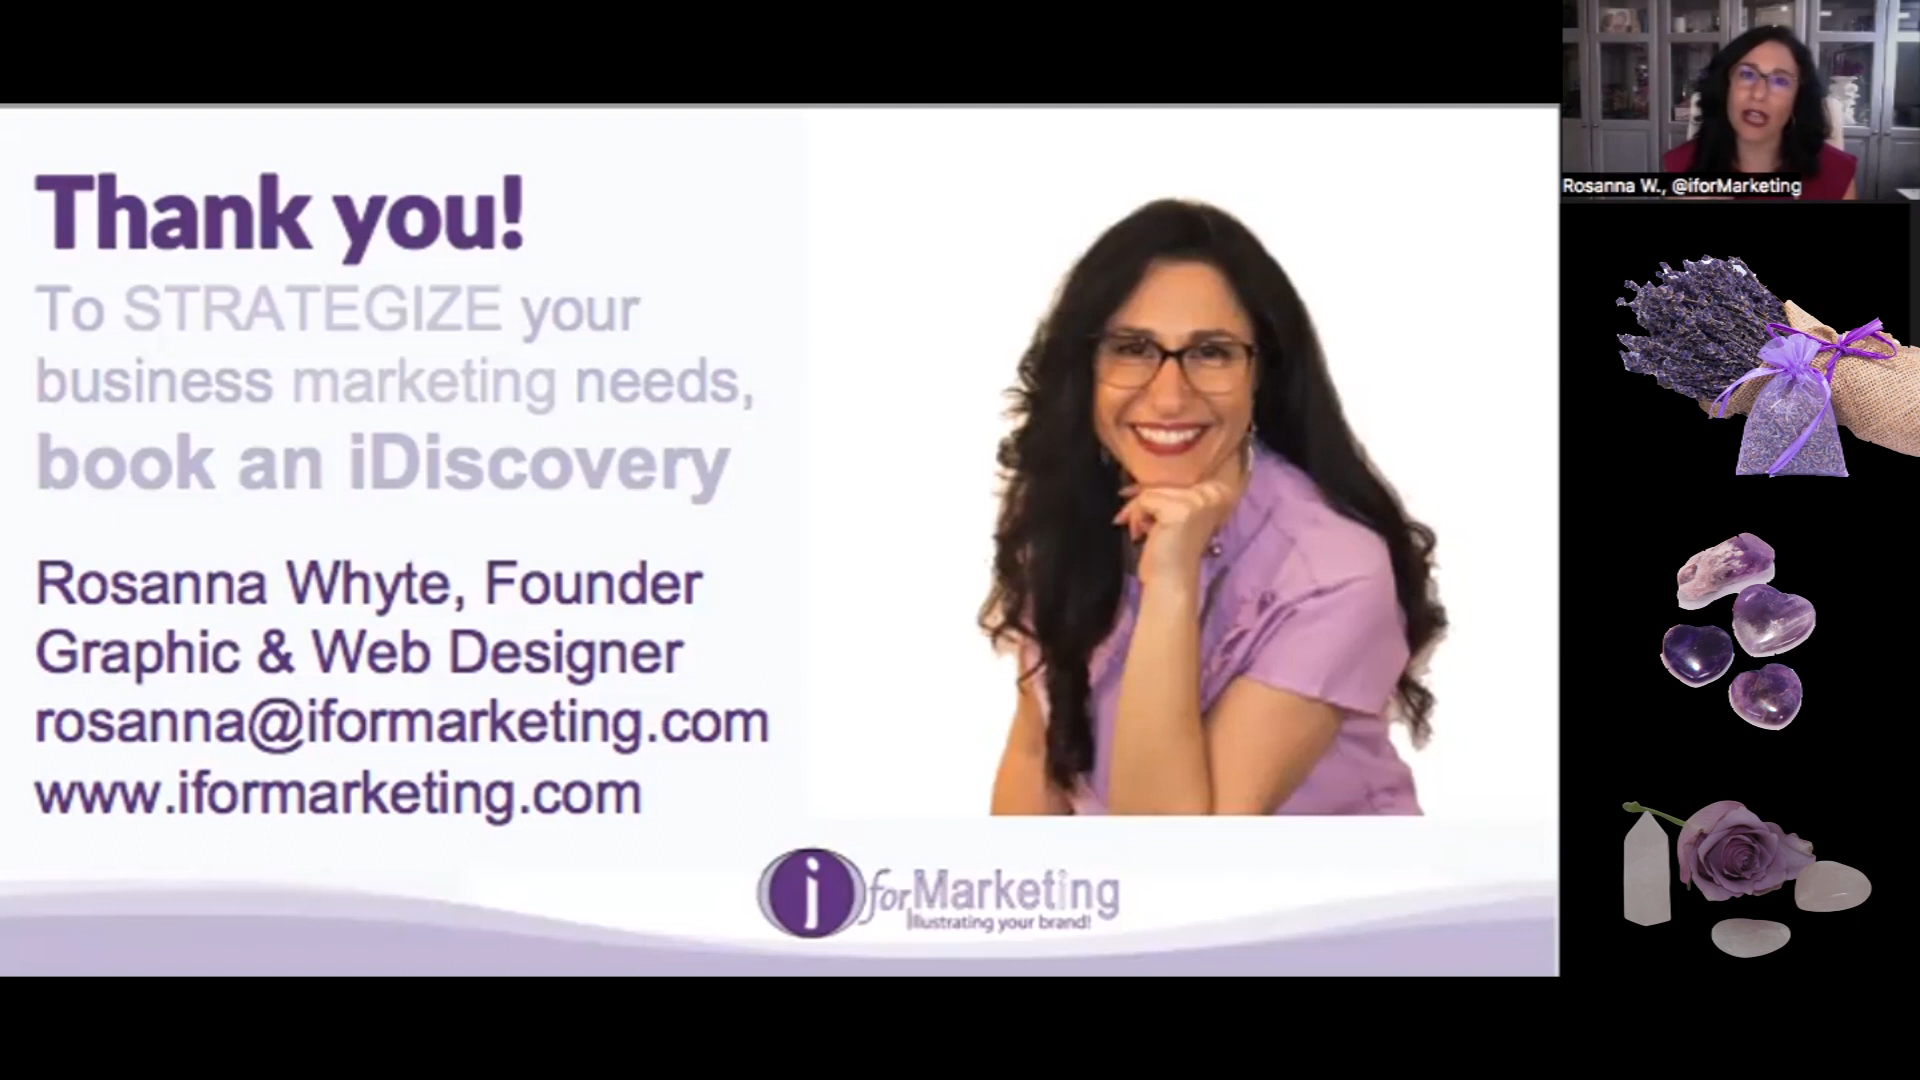 Thank you!
To STRATEGIZE your
business marketing needs,
book an iDiscovery
Rosanna Whyte, Founder
Graphic & Web Designer
rosanna@iformarketing.com
www.iformarketing.com
i forMarketing
Illustrating your brand!
Rosanna W., @iforMarketing